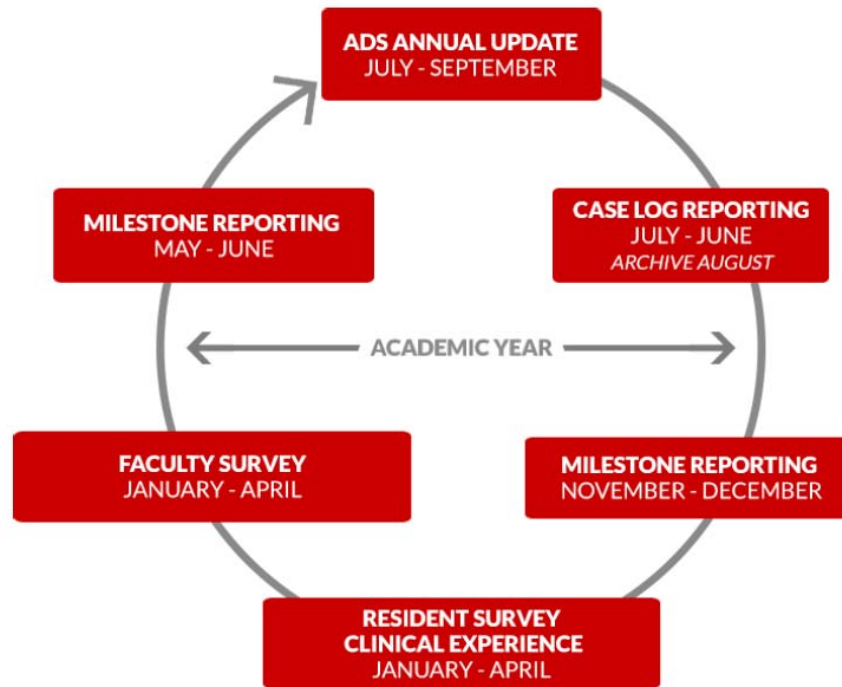 ADS ANNUAL UPDATE
JULY - SEPTEMBER
MILESTONE REPORTING
MAY - JUNE
CASE LOG REPORTING
JULY - JUNE
ARCHIVE AUGUST
ACADEMIC YEAR
FACULTY SURVEY
JANUARY - APRIL
MILESTONE REPORTING
NOVEMBER - DECEMBER
RESIDENT SURVEY
CLINICAL EXPERIENCE
JANUARY - APRIL